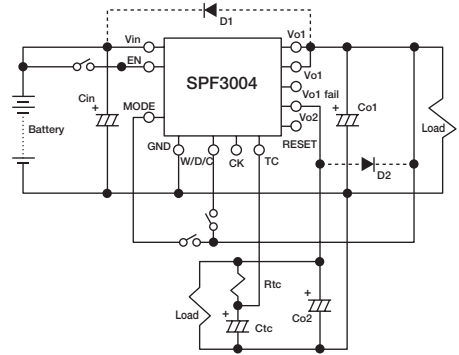 D1
Vin
Vo1
EN
SPF3004
Vo1
Cin
+
MODE
Vo1 fail
+
Co1
Vo2
Battery
Load
GND
W/D/C
CK
TC
RESET
D2
Rtc
Load
+
Ctc
+
Co2